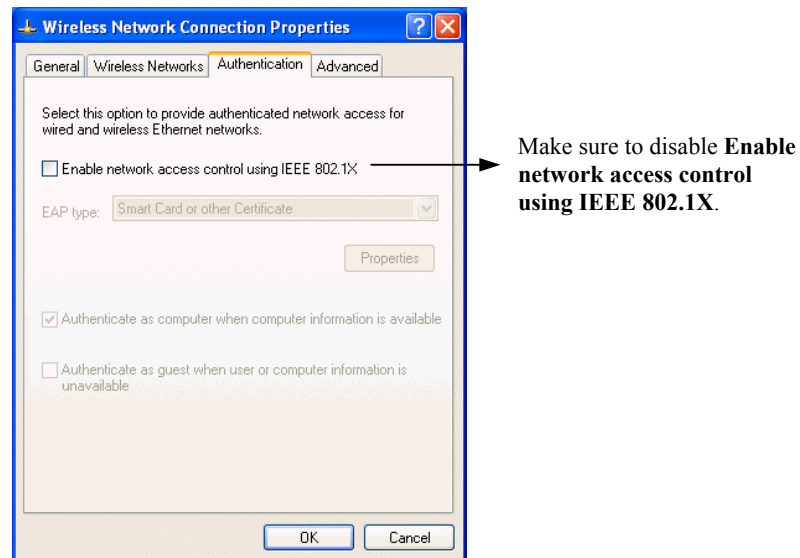 Wireless Network Connection Properties
General Wireless Networks Authentication Advanced
Select this option to provide authenticated network access for
wired and wireless Ethernet networks.
Enable network access control using IEEE 802.1X
EAP type: Smart Card or other Certificate
Properties
Authenticate as computer when computer information is available
Authenticate as guest when user or computer information is
unavailable
OK Cancel
Make sure to disable Enable
network access control
using IEEE 802.1X.